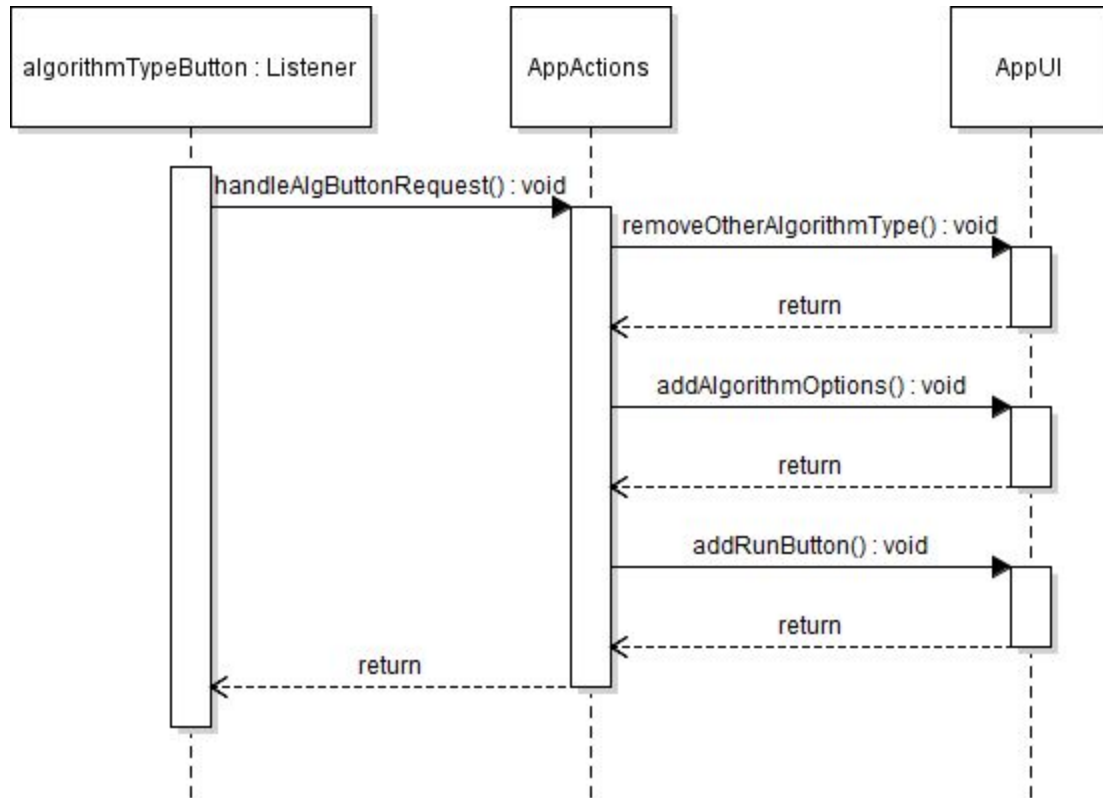 algorithmTypeButton : Listener
AppActions
AppUI
handleAlgButtonRequest() : void
removeOtherAlgorithmType() : void
return
addAlgorithmOptions() : void
return
addRunButton() : void
return
return